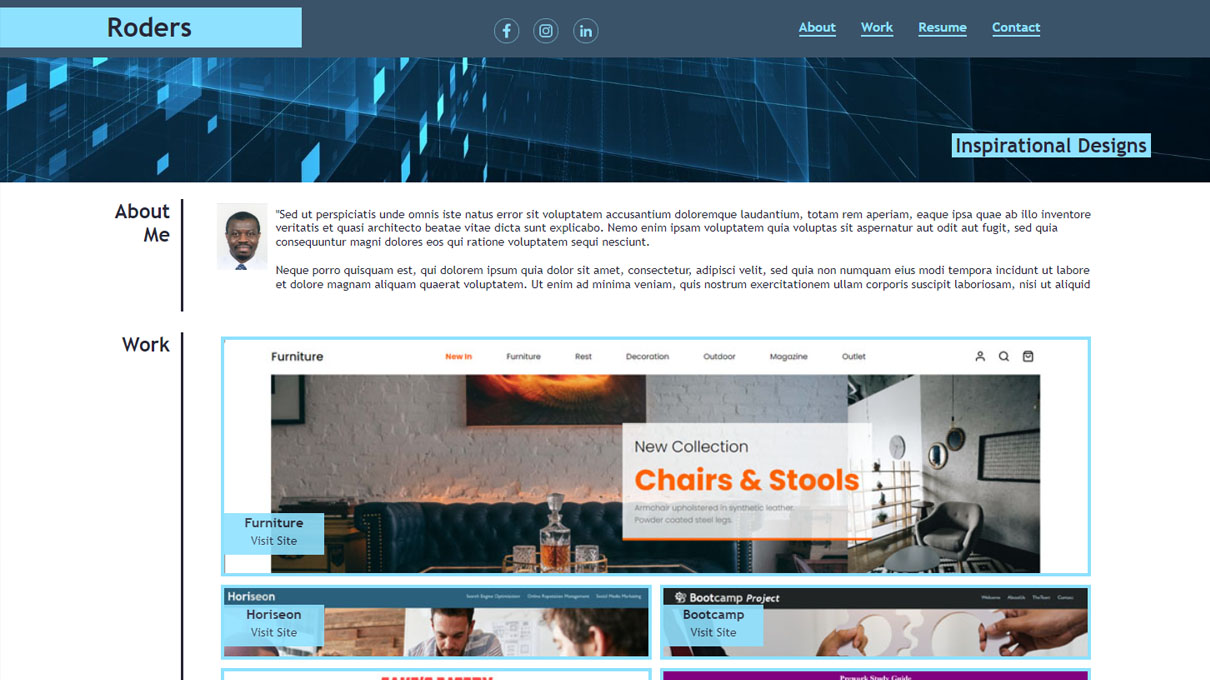 Roders
About Work Resume Contact
Inspirational Designs
About
Me
"Sed ut perspiciatis unde omnis iste natus error sit voluptatem accusantium doloremque laudantium, totam rem aperiam, eaque ipsa quae ab illo inventore
veritatis et quasi architecto beatae vitae dicta sunt explicabo. Nemo enim ipsam voluptatem quia voluptas sit aspernatur aut odit aut fugit, sed quia
consequuntur magni dolores eos qui ratione voluptatem sequi nesciunt.
Neque porro quisquam est, qui dolorem ipsum quia dolor sit amet, consectetur, adipisci velit, sed quia non numquam eius modi tempora incidunt ut labore
et dolore magnam aliquam quaerat voluptatem. Ut enim ad minima veniam, quis nostrum exercitationem ullam corporis suscipit laboriosam, nisi ut aliquid
Work
Furniture New In Furniture Rest Decoration Outdoor Magazine Outlet
New Collection
Chairs & Stools
Armchair upholstered in synthetic leather.
Powder coated steel legs.
Furniture
Visit Site
Horiseon Search Engine Optimization Online Reputation Management Social Media Marketing
Horiseon
Visit Site
Bootcamp Project Welcome AboutUs TheTeam Contact
Bootcamp
Visit Site
Prework Study Guide